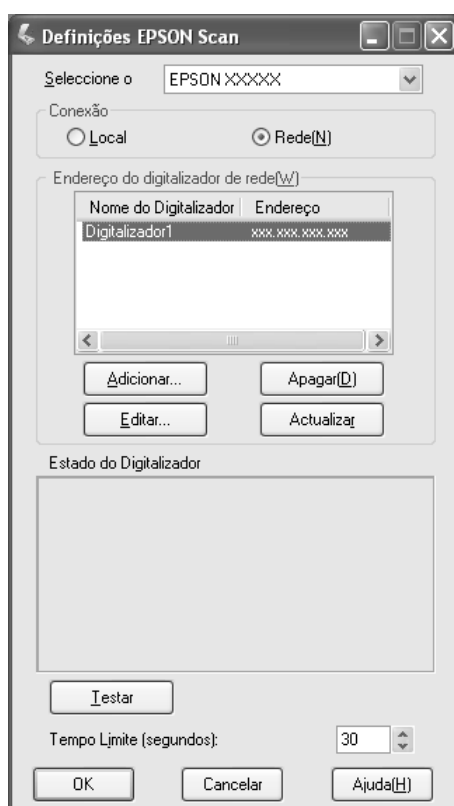 Definições EPSON Scan
Seleccione o EPSON XXXXX
Conexão
Local Rede(N)
Endereço do digitalizador de rede(W)
Nome do Digitalizador Endereço
Digitalizador1 xxx.xxx.xxx.xxx
Adicionar... Apagar(D)
Editar... Actualizar
Estado do Digitalizador
Testar
Tempo Limite (segundos): 30
OK Cancelar Ajuda(H)